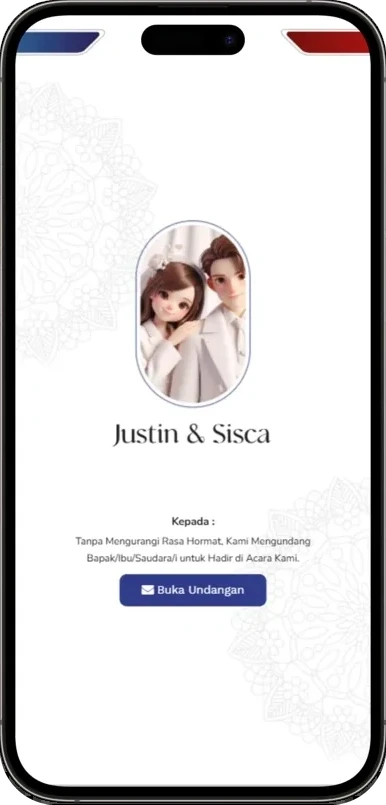 Justin & Sisca
Kepada :
Tanpa Mengurangi Rasa Hormat, Kami Mengundang
Bapak/Ibu/Saudara/i untuk Hadir di Acara Kami.
Buka Undangan